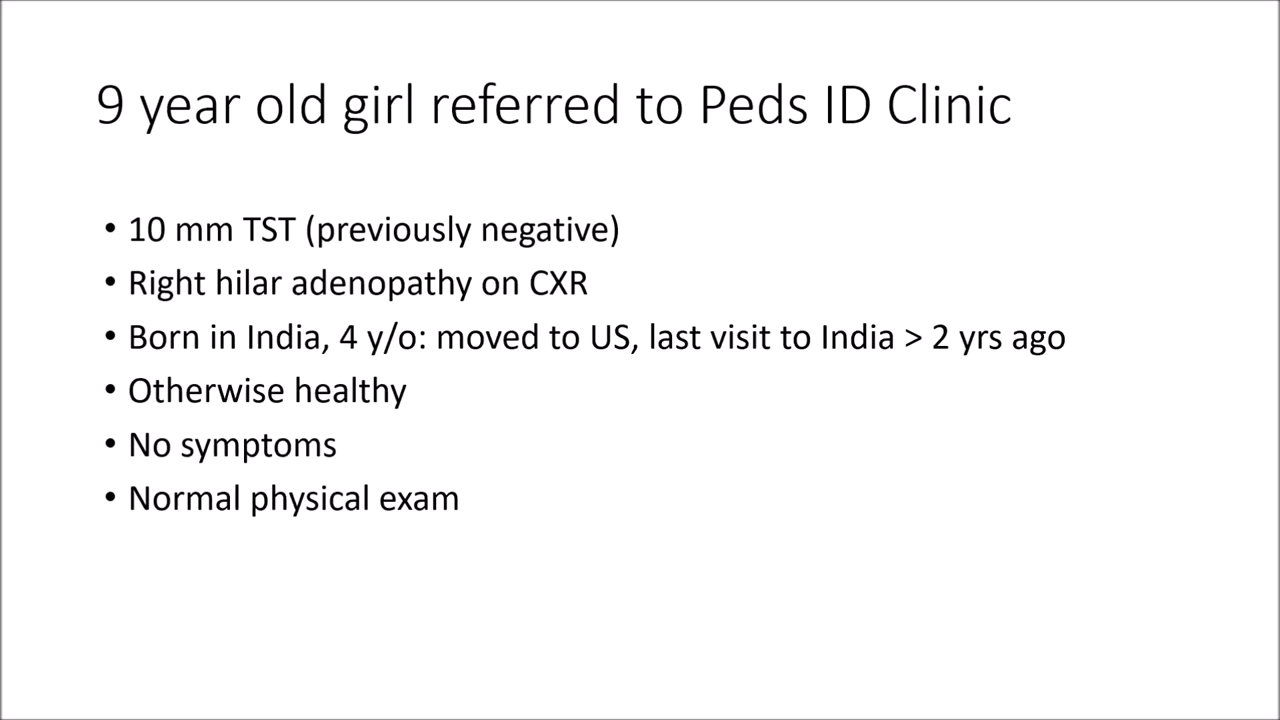 9 year old girl referred to Peds ID Clinic
• 10 mm TST (previously negative)
• Right hilar adenopathy on CXR
• Born in India, 4 y/o: moved to US, last visit to India > 2 yrs ago
• Otherwise healthy
• No symptoms
• Normal physical exam